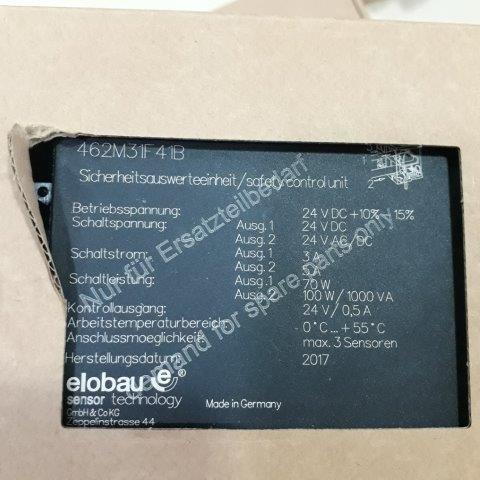 462M31F41B
Sicherheitsauswerteeinheit/safety control unit
2
Betriebsspannung: 24 V DC +10% -15%
Schaltspannung: Ausg. 1 24 V DC
Ausg. 2 24 V AC, DC
Schaltstrom: Ausg. 1 3 A
Ausg. 2 5A
Schaltleistung: Ausg. 1 70 W
Ausg. 2 100 W / 1000 VA
Kontrollausgang: 24 V / 0,5 A
Arbeitstemperaturbereich: 0°C ... +55°C
Anschlussmoeglichkeit: max. 3 Sensoren
Herstellungsdatum: 2017
elobau e
sensor technology
GmbH & Co KG
Zeppelinstrasse 44
Made in Germany
Nur für Ersatzteilbedarf
demand for spare parts only